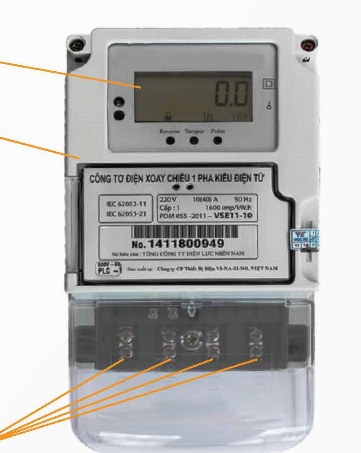 0.0
Reverse Tamper Pulse
CÔNG TƠ ĐIỆN XOAY CHIỀU 1 PHA KIỂU ĐIỆN TỬ
IEC 62052-11
IEC 62053-21
220 V 10(40) A 50 Hz
Cấp : 1 1600 imp/kW.h
PDM 055 -2011 - VSE11-10
No. 1411800949
Sở hữu của : TỔNG CÔNG TY ĐIỆN LỰC MIỀN NAM
PLC
Sản xuất tại : Công ty CP Thiết Bị Điện VI-NA-SI-NO, VIỆT NAM